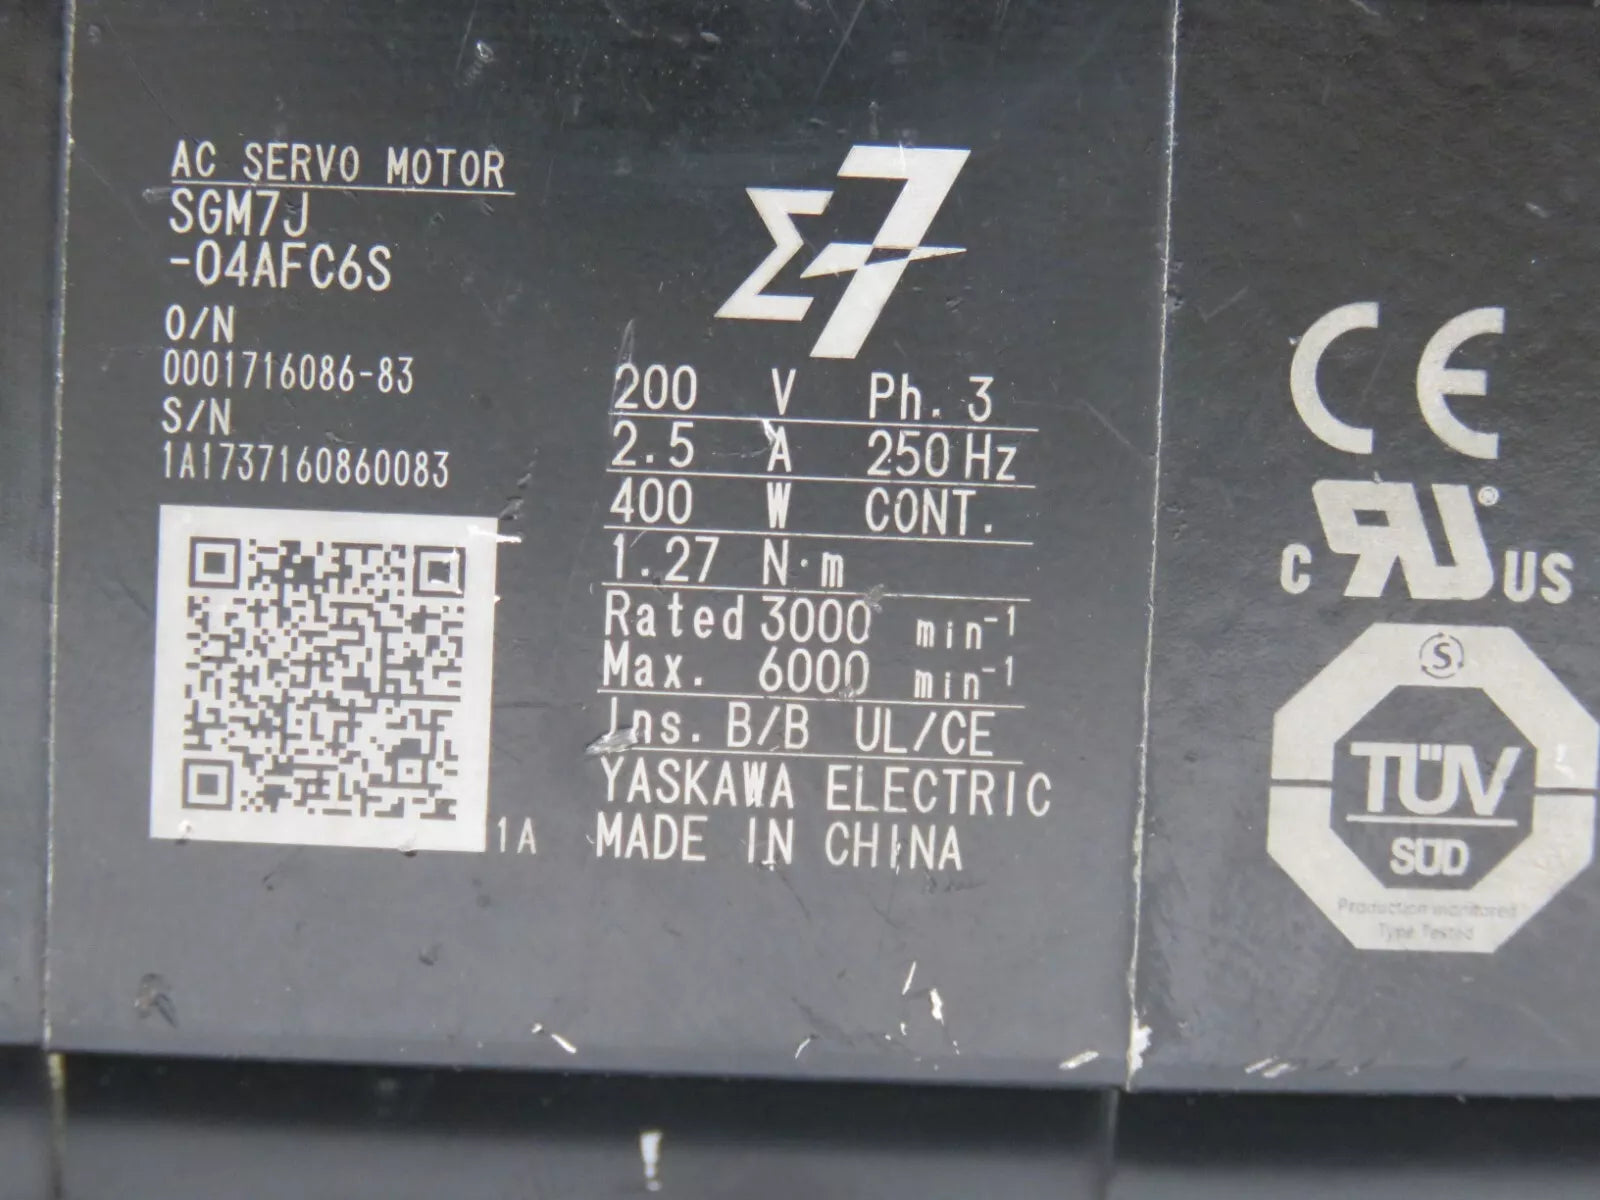 AC SERVO MOTOR
SGM7J
-04AFC6S
O/N
0001716086-83
S/N
1A1737160860083
1A
Σ7
200 V Ph. 3
2.5 A 250 Hz
400 W CONT.
1.27 N·m
Rated 3000 min⁻¹
Max. 6000 min⁻¹
Ins. B/B UL/CE
YASKAWA ELECTRIC
MADE IN CHINA
CE
C RU® US
S
TÜV
SÜD
Production monitored
Type Tested